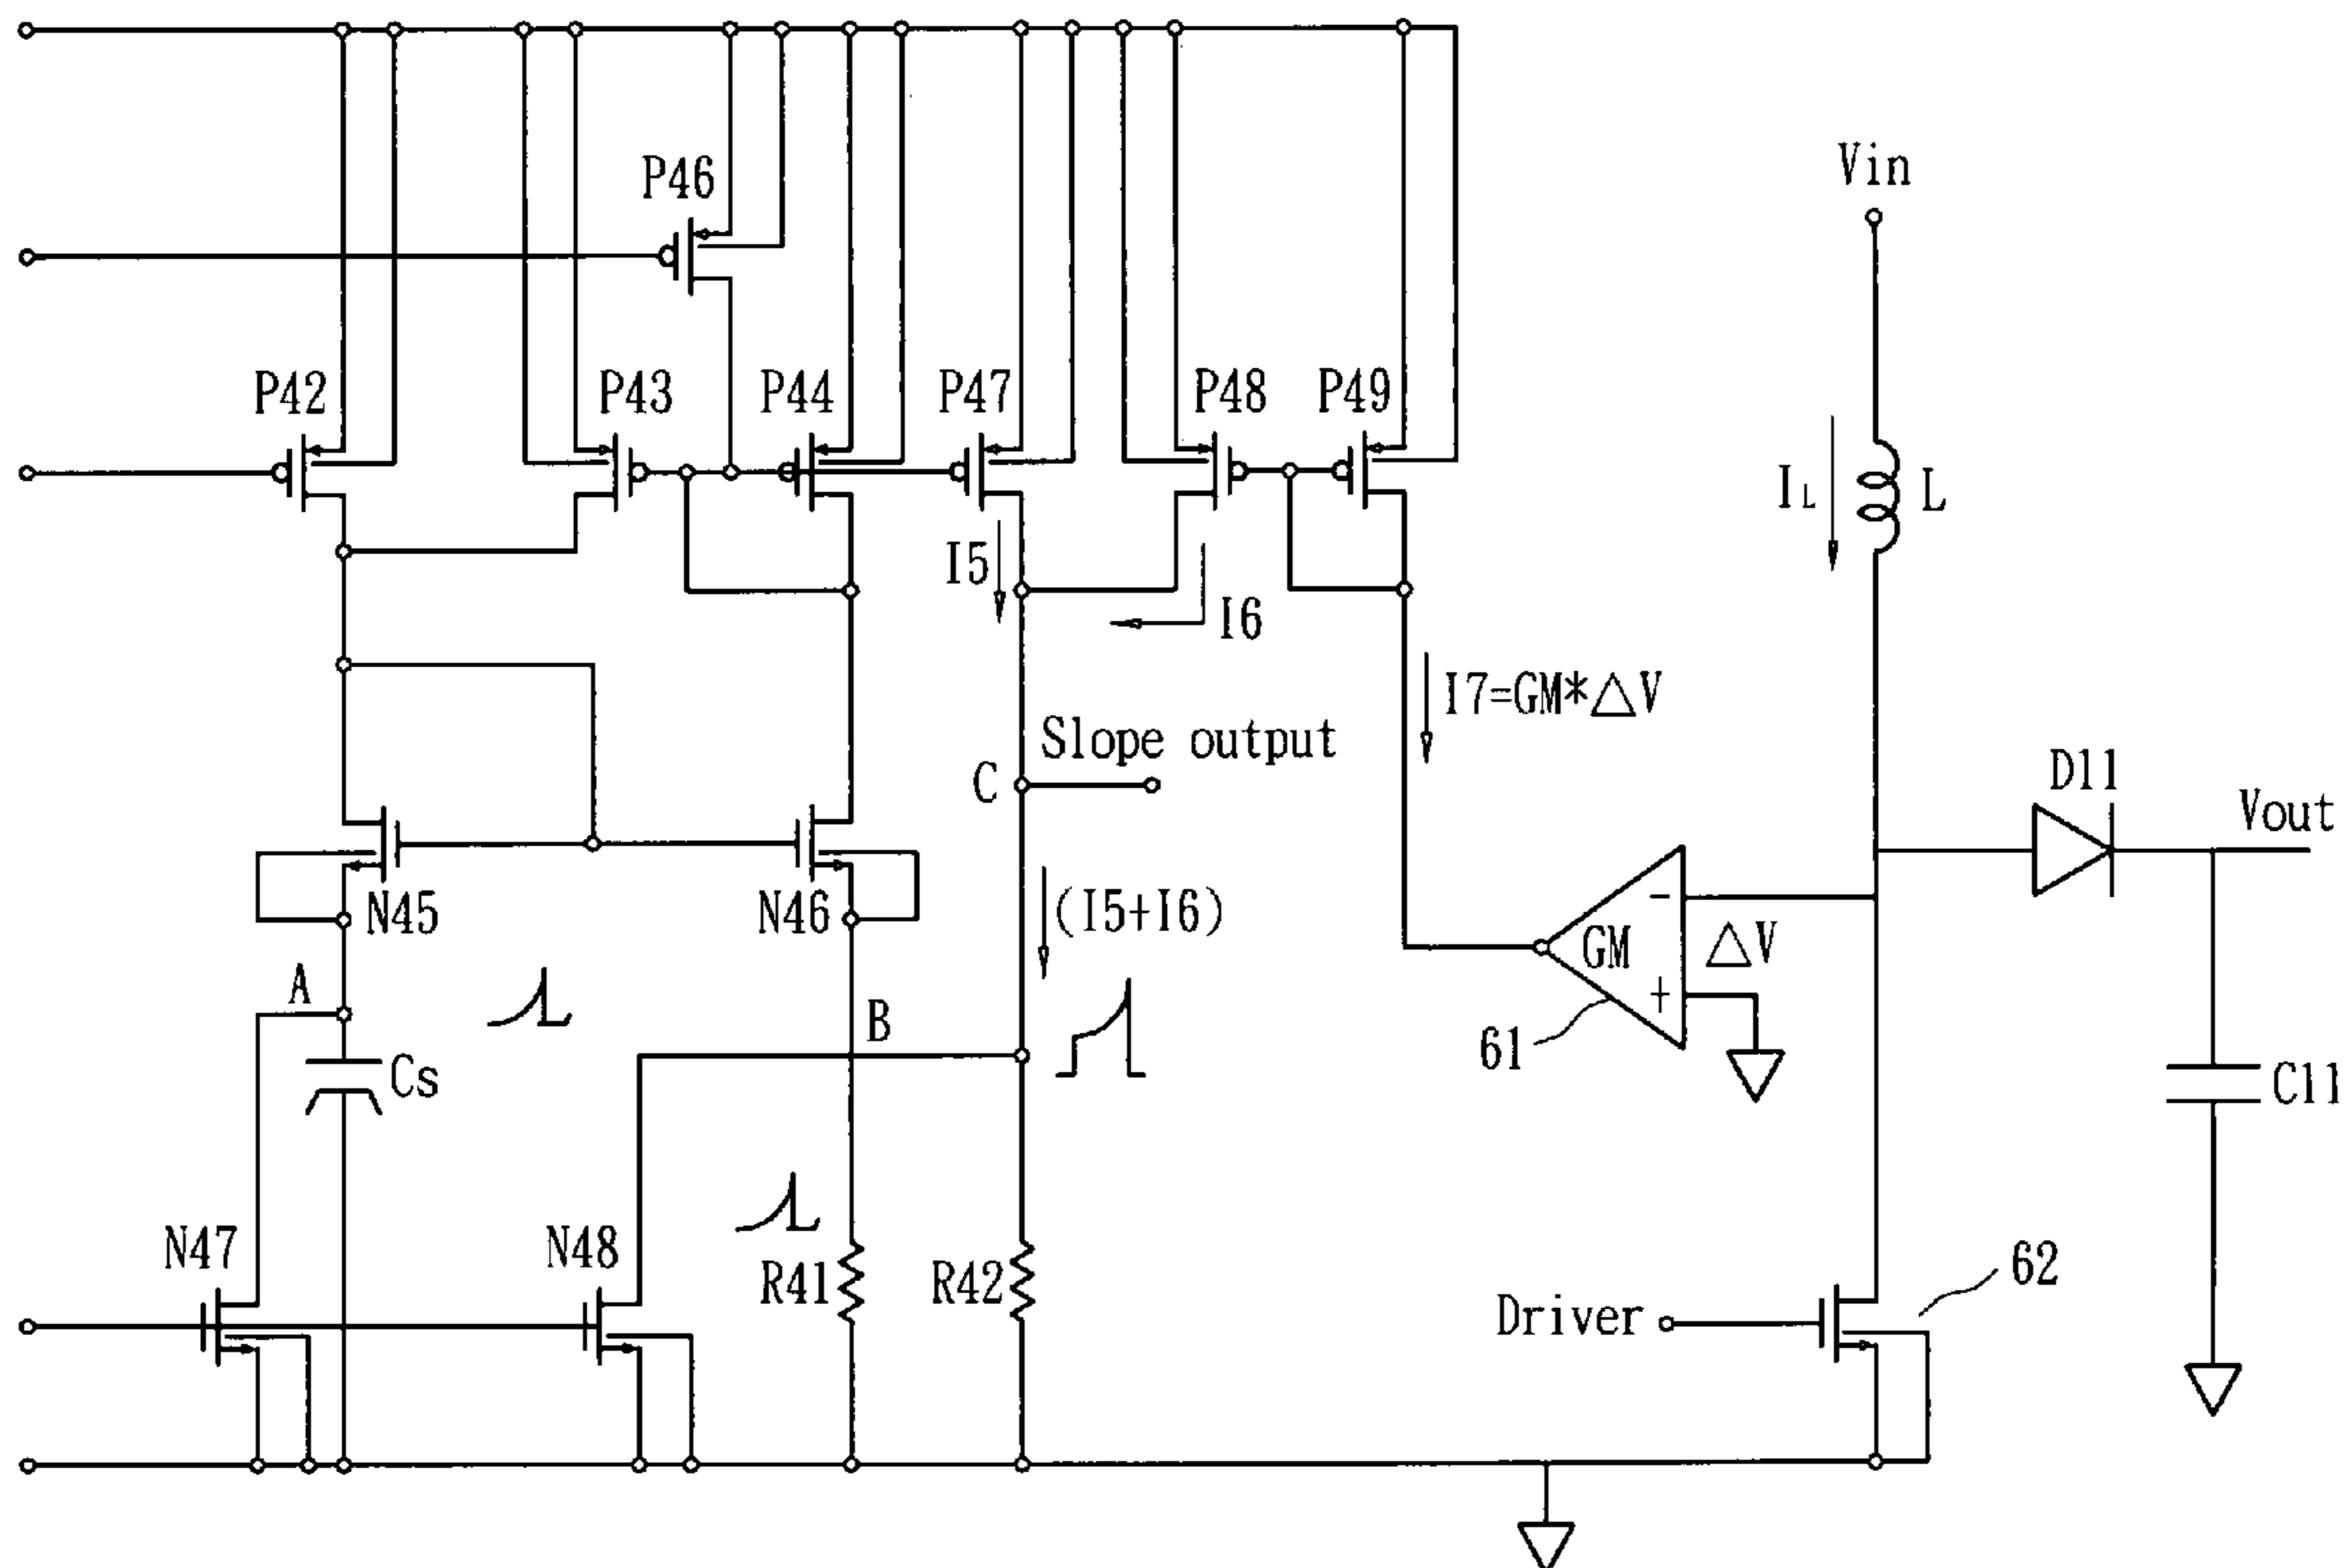 Vin
P46
P42
P43
P44
P47
P48
P49
I5
I6
IL
L
I7=GM*△V
Slope output
C
D11
Vout
N45
N46
(I5+I6)
-
GM
△V
+
A
B
61
Cs
C11
N47
N48
R41
R42
Driver
62